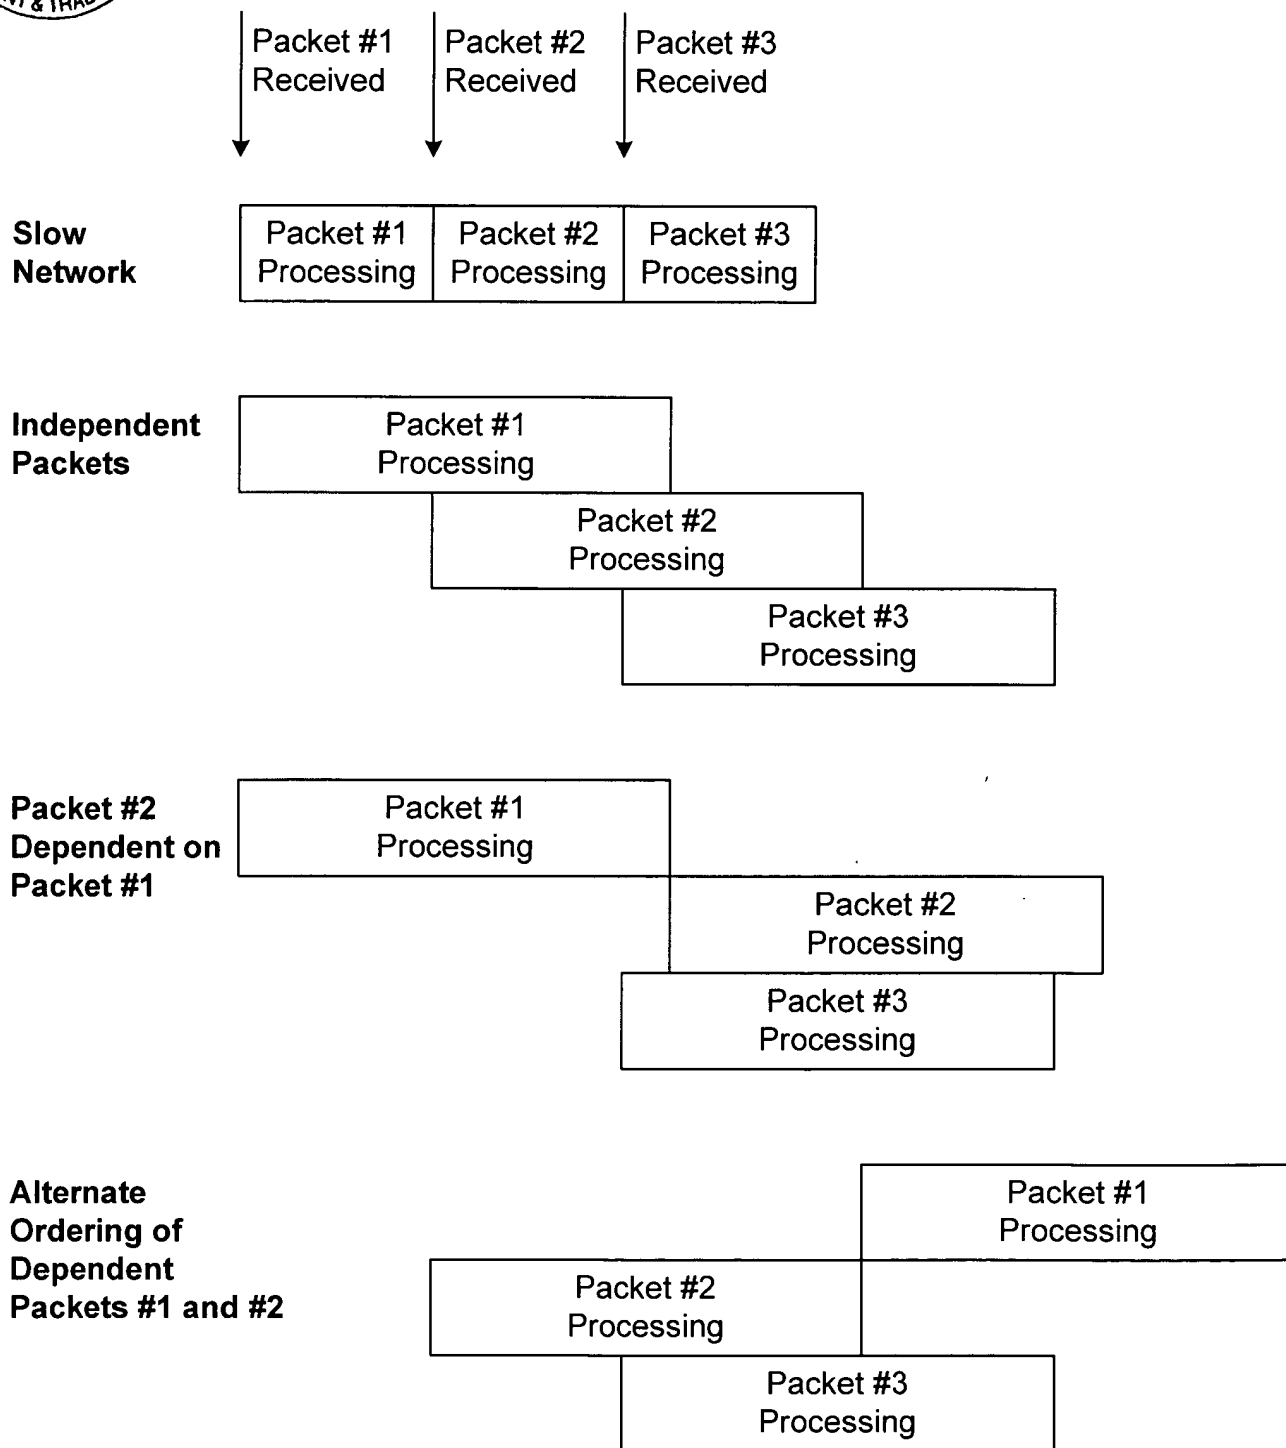 & TRAD
Packet #1
Received
Packet #2
Received
Packet #3
Received
Slow
Network
Packet #1
Processing
Packet #2
Processing
Packet #3
Processing
Independent
Packets
Packet #1
Processing
Packet #2
Processing
Packet #3
Processing
Packet #2
Dependent on
Packet #1
Packet #1
Processing
Packet #2
Processing
Packet #3
Processing
Alternate
Ordering of
Dependent
Packets #1 and #2
Packet #1
Processing
Packet #2
Processing
Packet #3
Processing